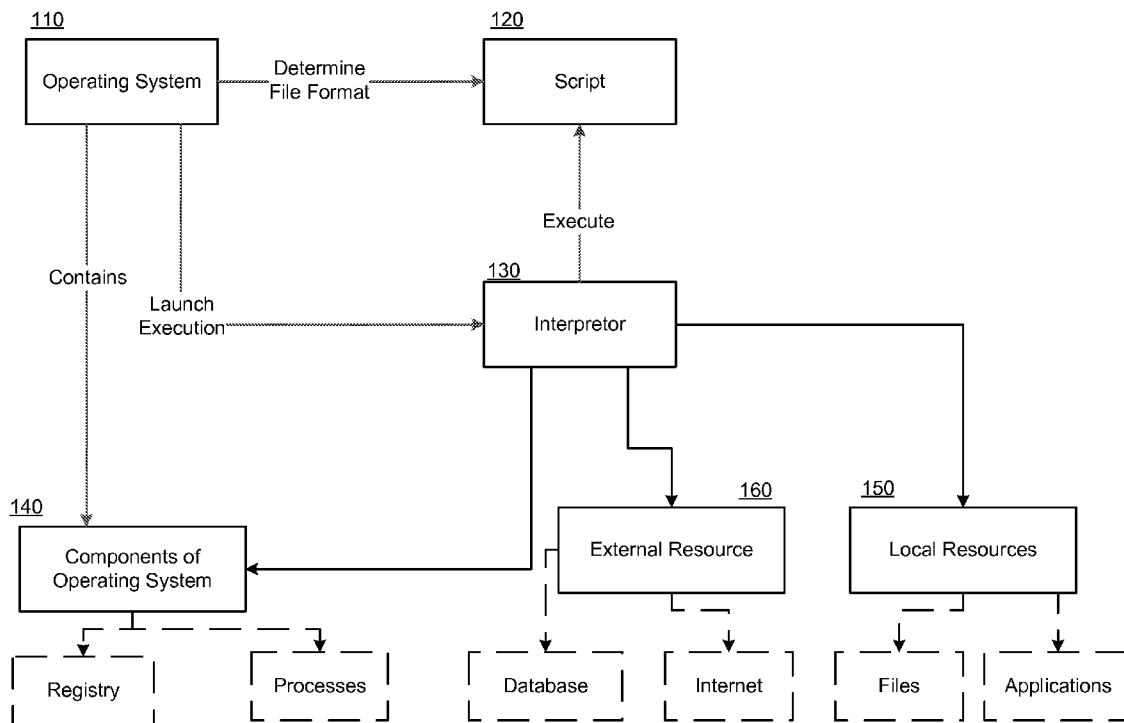 110
Operating System
Determine
File Format
120
Script
Execute
Contains
Launch
Execution
130
Interpretor
140
Components of
Operating System
160
External Resource
150
Local Resources
Registry
Processes
Database
Internet
Files
Applications